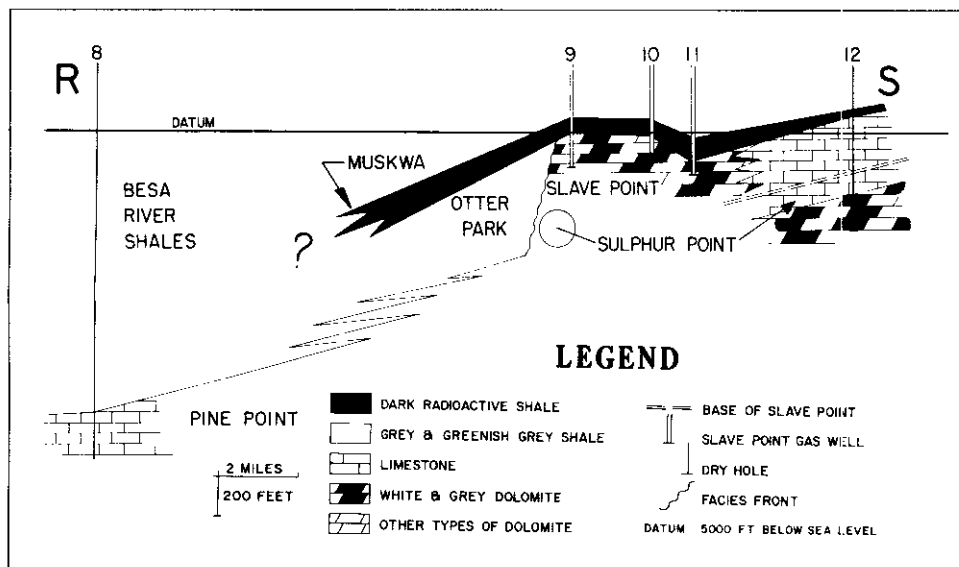 8
9
10
11
12
R
S
DATUM
MUSKWA
BESA
RIVER
SHALES
OTTER
PARK
SLAVE POINT
?
SULPHUR POINT
PINE POINT
2 MILES
200 FEET
LEGEND
DARK RADIOACTIVE SHALE
GREY & GREENISH GREY SHALE
LIMESTONE
WHITE & GREY DOLOMITE
OTHER TYPES OF DOLOMITE
BASE OF SLAVE POINT
SLAVE POINT GAS WELL
DRY HOLE
FACIES FRONT
DATUM 5000 FT BELOW SEA LEVEL